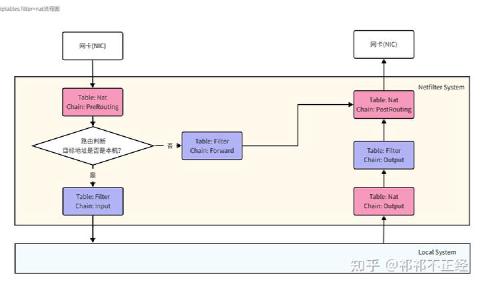 iptables filter+nat流程图
网卡(NIC)
网卡(NIC)
Netfilter System
Table: Nat
Chain: PreRouting
Table: Nat
Chain: PostRouting
路由判断
目标地址是否是本机?
否
Table: Filter
Chain: Forward
Table: Filter
Chain: Output
是
Table: Filter
Chain: Input
Table: Nat
Chain: Output
Local System
知乎 @祁祁不正经